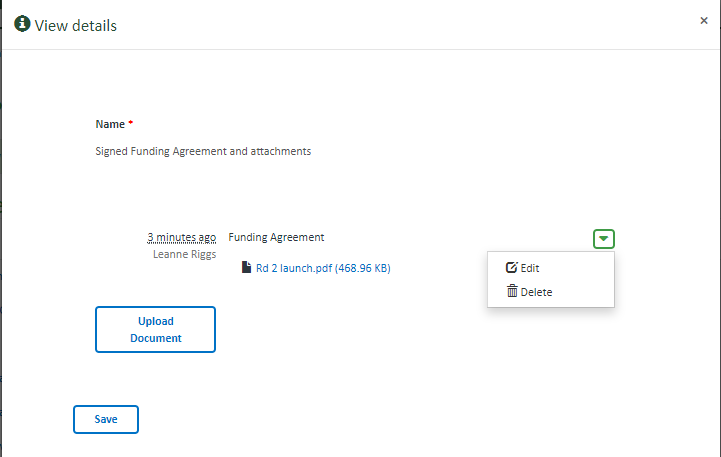 View details
×
Name *
Signed Funding Agreement and attachments
3 minutes ago Funding Agreement
Leanne Riggs
Rd 2 launch.pdf (468.96 KB)
Edit
Delete
Upload
Document
Save